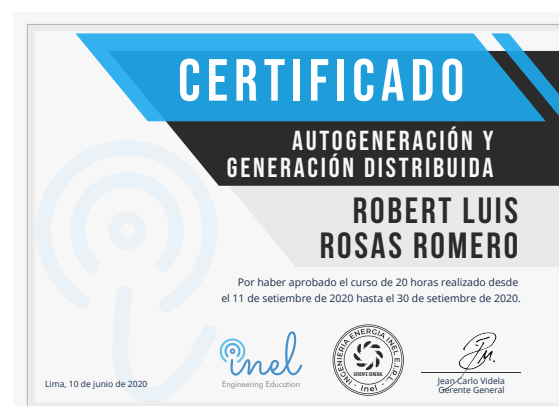 CERTIFICADO
AUTOGENERACIÓN Y
GENERACIÓN DISTRIBUIDA
ROBERT LUIS
ROSAS ROMERO
Por haber aprobado el curso de 20 horas realizado desde
el 11 de setiembre de 2020 hasta el 30 de setiembre de 2020.
inel
Engineering Education
INGENIERIA ENERGIA INEL E.I.R.L.
GERENTE GENERAL
Inel
Lima, 10 de junio de 2020
Jean Carlo Videla
Gerente General